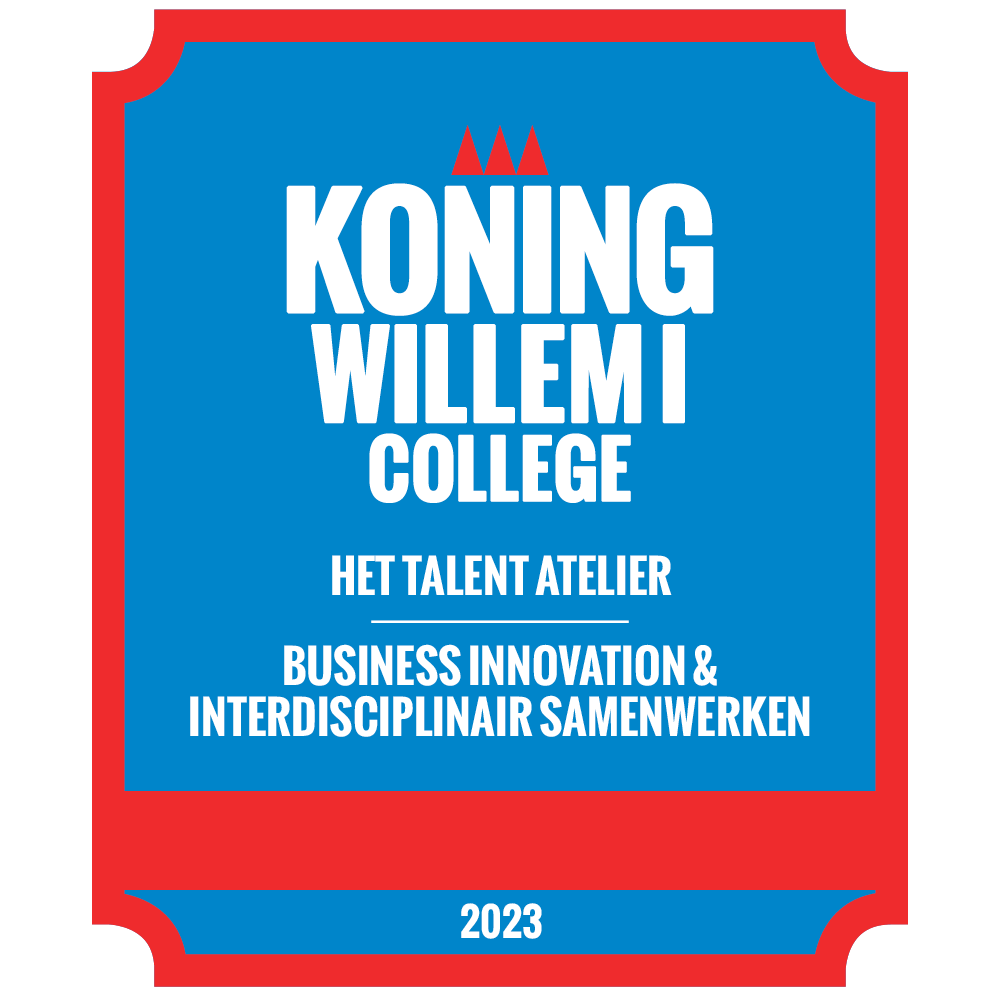 KONING
WILLEM I
COLLEGE
HET TALENT ATELIER
BUSINESS INNOVATION &
INTERDISCIPLINAIR SAMENWERKEN
2023